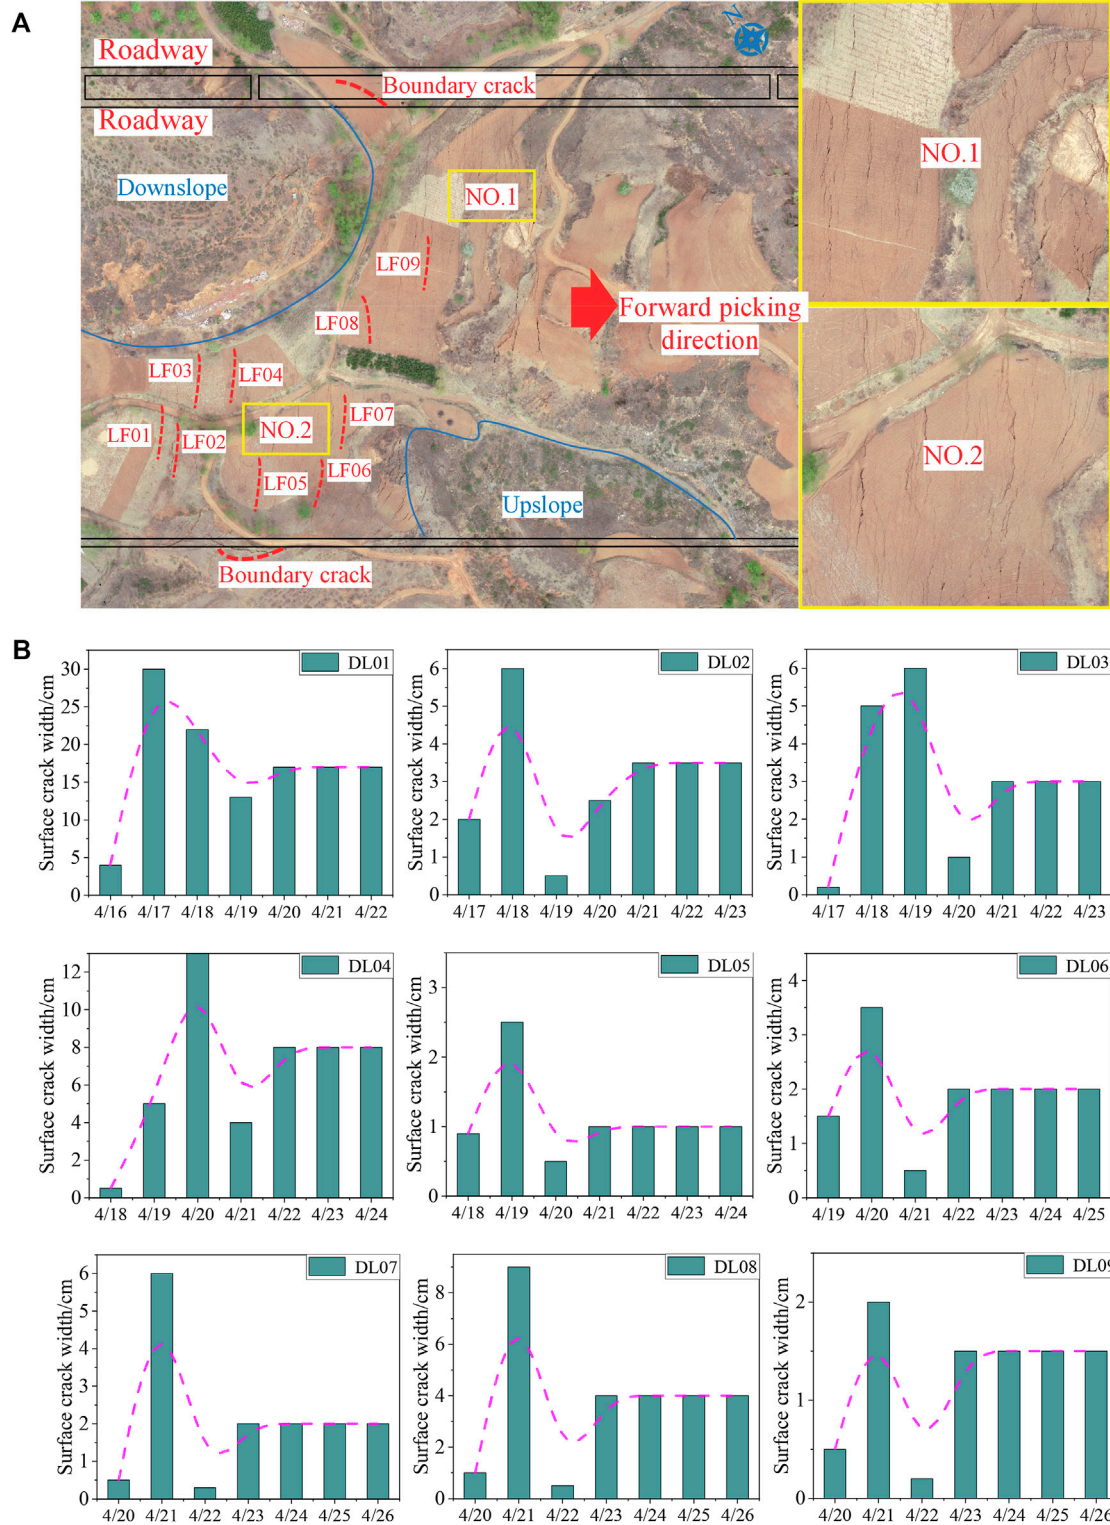 A
N
Roadway
Boundary crack
Roadway
Downslope
NO.1
LF09
LF08
Forward picking
direction
LF03
LF04
LF01
LF02
NO.2
LF07
LF06
LF05
Upslope
Boundary crack
NO.1
NO.2
B
DL01
Surface crack width/cm
30
25
20
15
10
5
0
4/16 4/17 4/18 4/19 4/20 4/21 4/22
DL02
Surface crack width/cm
6
5
4
3
2
1
0
4/17 4/18 4/19 4/20 4/21 4/22 4/23
DL03
Surface crack width/cm
6
5
4
3
2
1
0
4/17 4/18 4/19 4/20 4/21 4/22 4/23
DL04
Surface crack width/cm
12
10
8
6
4
2
0
4/18 4/19 4/20 4/21 4/22 4/23 4/24
DL05
Surface crack width/cm
3
2
1
0
4/18 4/19 4/20 4/21 4/22 4/23 4/24
DL06
Surface crack width/cm
4
3
2
1
0
4/19 4/20 4/21 4/22 4/23 4/24 4/25
DL07
Surface crack width/cm
6
5
4
3
2
1
0
4/20 4/21 4/22 4/23 4/24 4/25 4/26
DL08
Surface crack width/cm
8
6
4
2
0
4/20 4/21 4/22 4/23 4/24 4/25 4/26
DL09
Surface crack width/cm
2
1
0
4/20 4/21 4/22 4/23 4/24 4/25 4/26